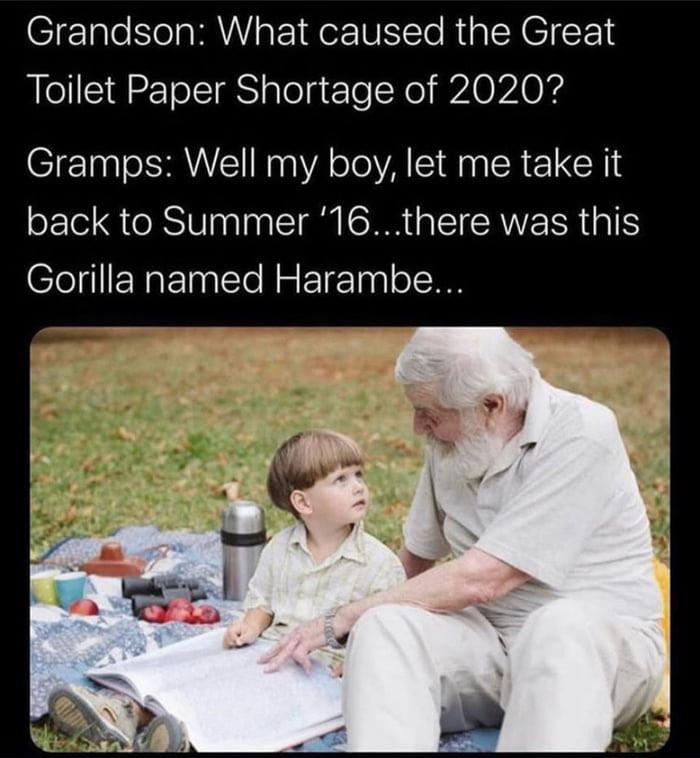 Grandson: What caused the Great
Toilet Paper Shortage of 2020?
Gramps: Well my boy, let me take it
back to Summer '16...there was this
Gorilla named Harambe...